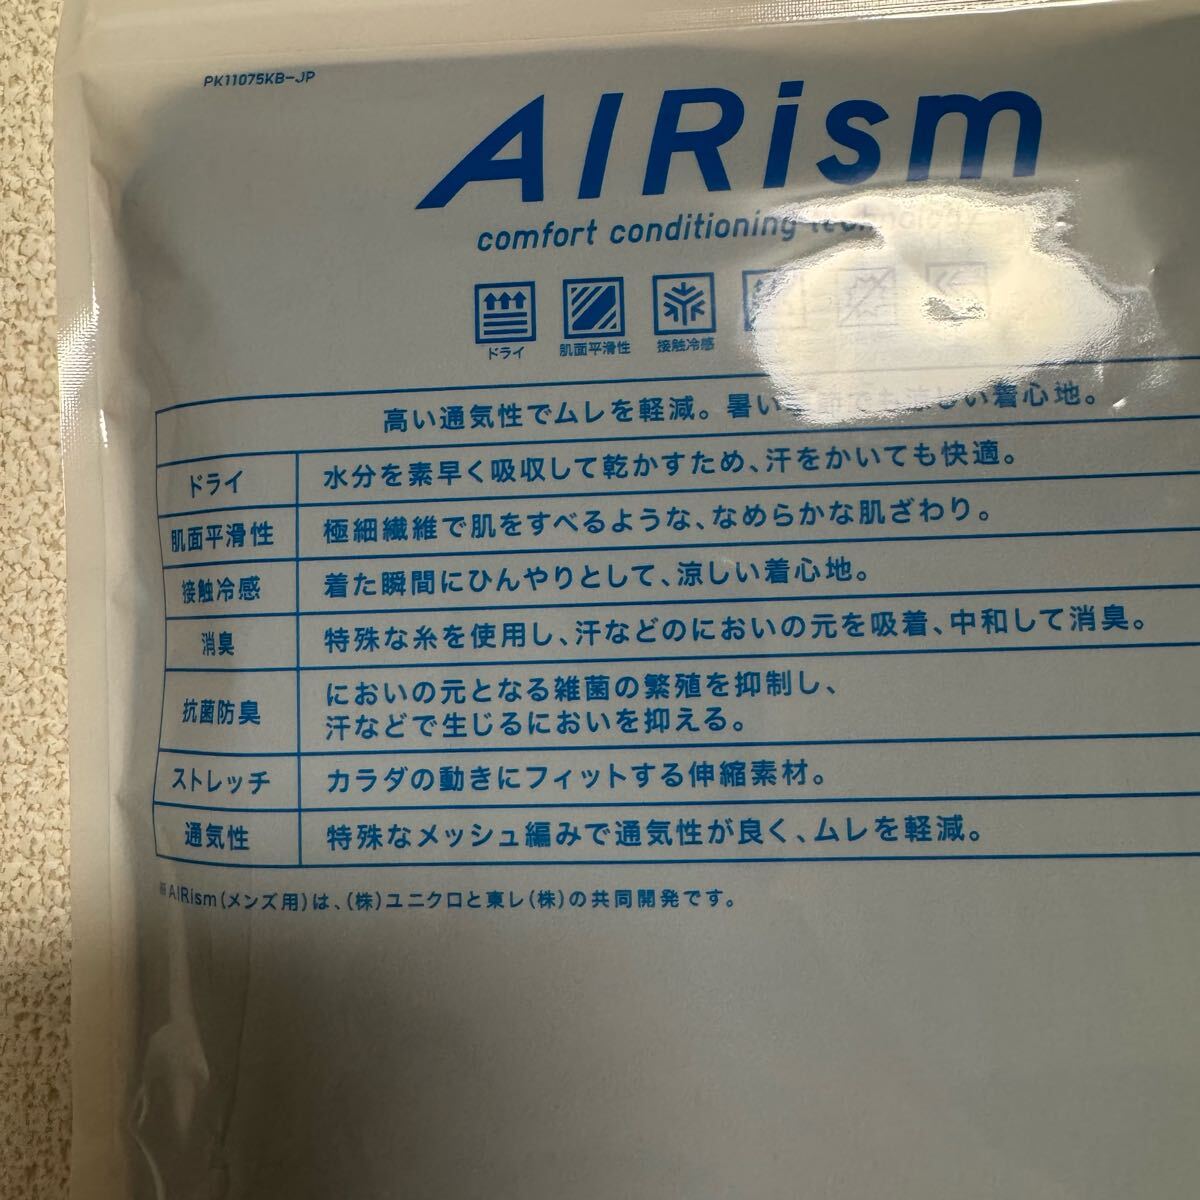 PK11075KB-JP
AIRism
comfort conditioning technology
ドライ 肌面平滑性 接触冷感
高い通気性でムレを軽減。暑い季節でも涼しい着心地。
ドライ 水分を素早く吸収して乾かすため、汗をかいても快適。
肌面平滑性 極細繊維で肌をすべるような、なめらかな肌ざわり。
接触冷感 着た瞬間にひんやりとして、涼しい着心地。
消臭 特殊な糸を使用し、汗などのにおいの元を吸着、中和して消臭。
抗菌防臭 においの元となる雑菌の繁殖を抑制し、
汗などで生じるにおいを抑える。
ストレッチ カラダの動きにフィットする伸縮素材。
通気性 特殊なメッシュ編みで通気性が良く、ムレを軽減。
※AIRism(メンズ用)は、(株)ユニクロと東レ(株)の共同開発です。